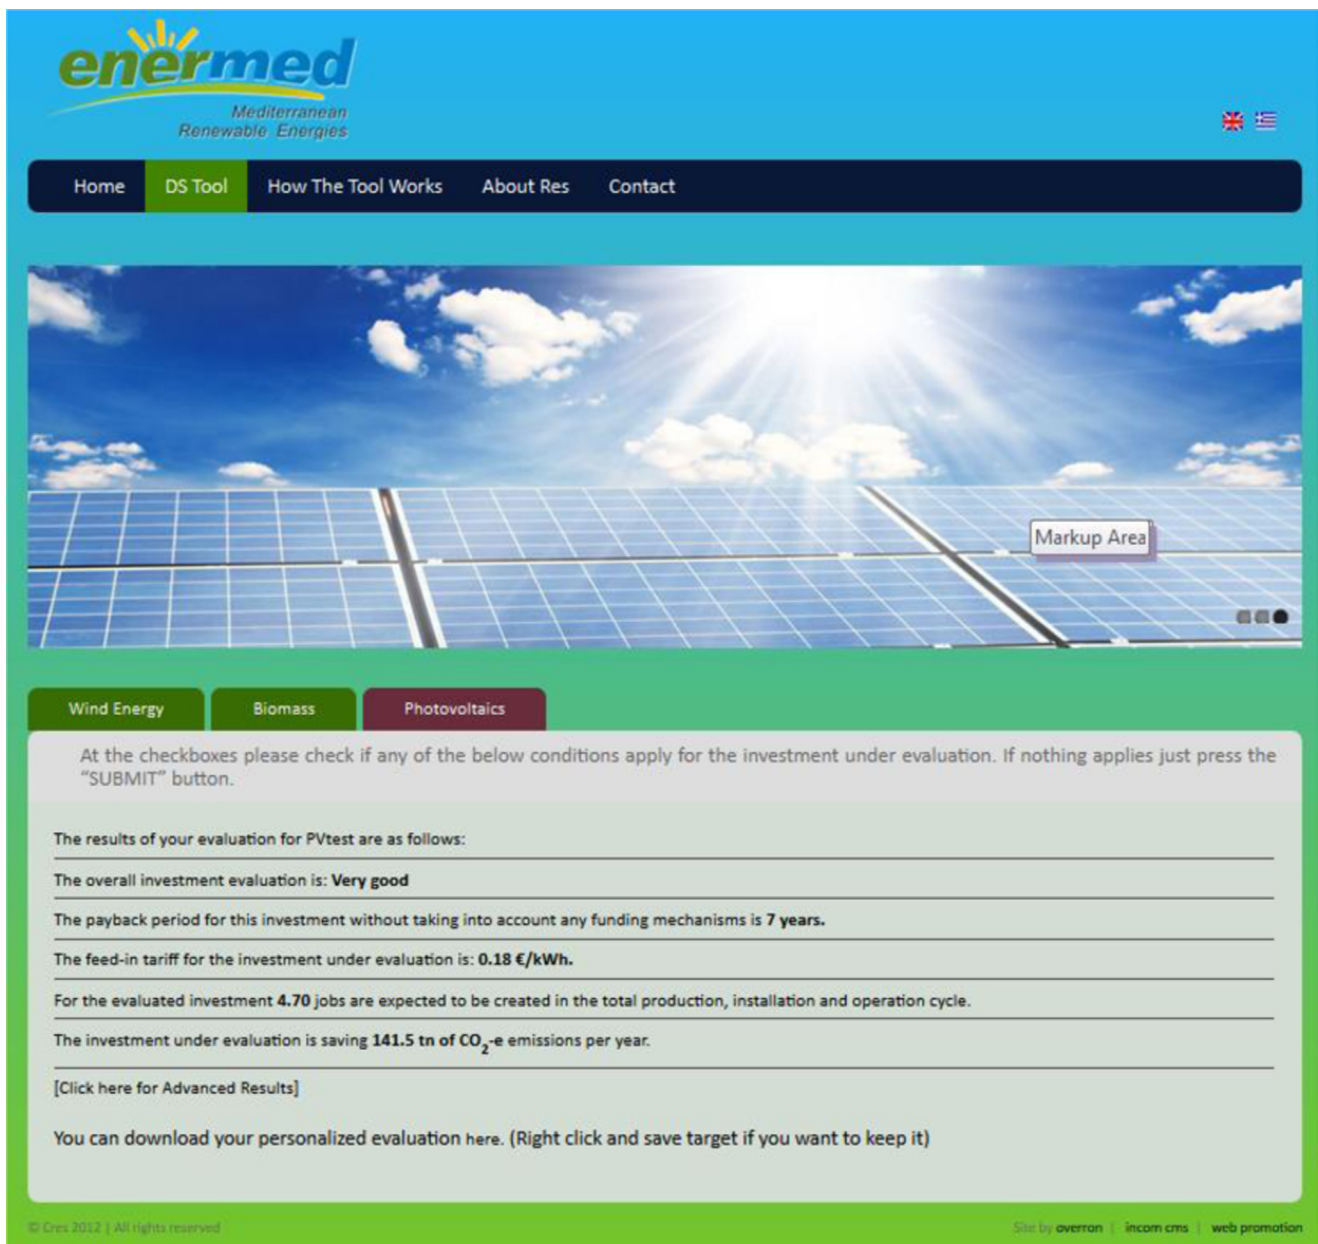 enermed
Mediterranean
Renewable Energies
Home DS Tool How The Tool Works About Res Contact
Markup Area
Wind Energy Biomass Photovoltaics
At the checkboxes please check if any of the below conditions apply for the investment under evaluation. If nothing applies just press the
“SUBMIT” button.
The results of your evaluation for PVtest are as follows:
The overall investment evaluation is: Very good
The payback period for this investment without taking into account any funding mechanisms is 7 years.
The feed-in tariff for the investment under evaluation is: 0.18 €/kWh.
For the evaluated investment 4.70 jobs are expected to be created in the total production, installation and operation cycle.
The investment under evaluation is saving 141.5 tn of CO2-e emissions per year.
[Click here for Advanced Results]
You can download your personalized evaluation here. (Right click and save target if you want to keep it)
© Cres 2012 | All rights reserved Site by overron | incom cms | web promotion